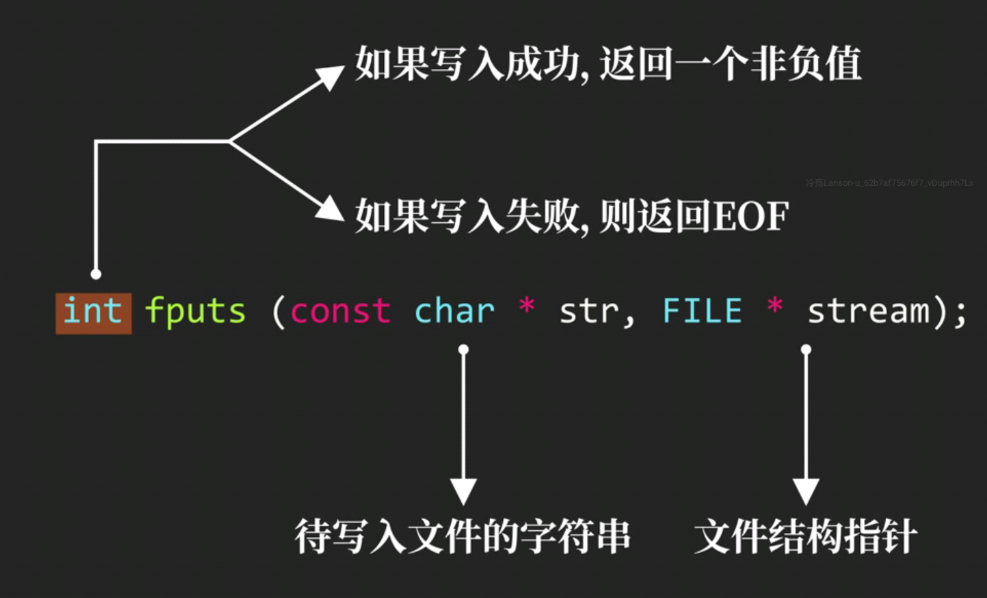 如果写入成功, 返回一个非负值
如果写入失败, 则返回EOF
int fputs (const char * str, FILE * stream);
待写入文件的字符串
文件结构指针